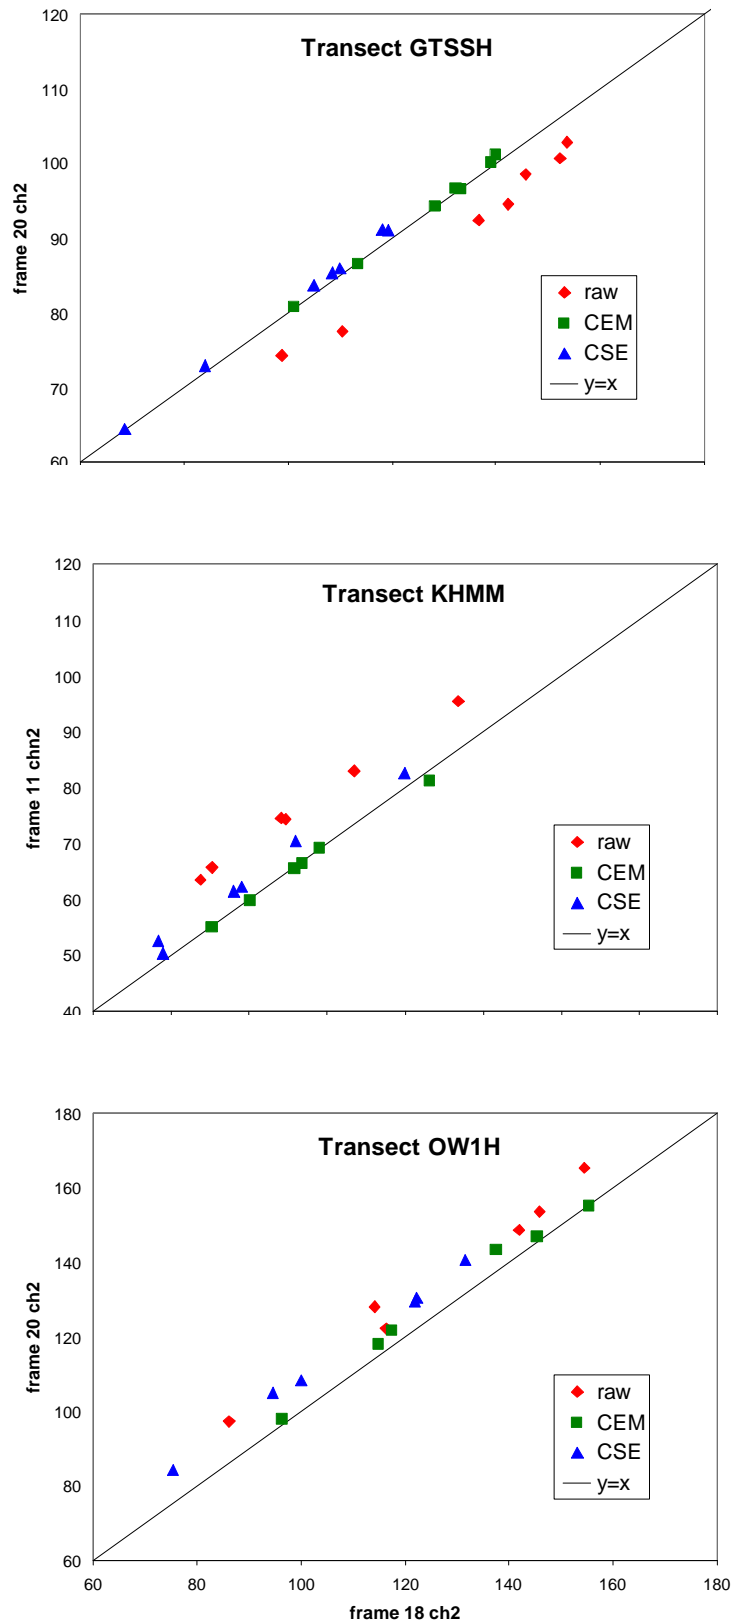 Transect GTSSH
120
110
100
90
80
70
60
frame 20 ch2
raw
CEM
CSE
y=x
Transect KHMM
120
110
100
90
80
70
60
50
40
frame 11 chn2
raw
CEM
CSE
y=x
Transect OW1H
180
160
140
120
100
80
60
frame 20 ch2
raw
CEM
CSE
y=x
60 80 100 120 140 160 180
frame 18 ch2